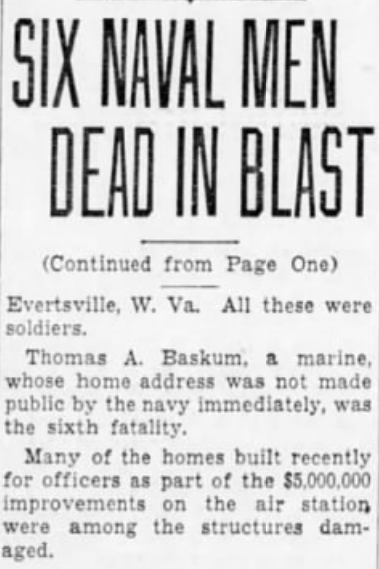 SIX NAVAL MEN
DEAD IN BLAST
(Continued from Page One)
Evertsville, W. Va. All these were
soldiers.
Thomas A. Baskum, a marine,
whose home address was not made
public by the navy immediately, was
the sixth fatality.
Many of the homes built recently
for officers as part of the $5,000,000
improvements on the air station
were among the structures dam-
aged.